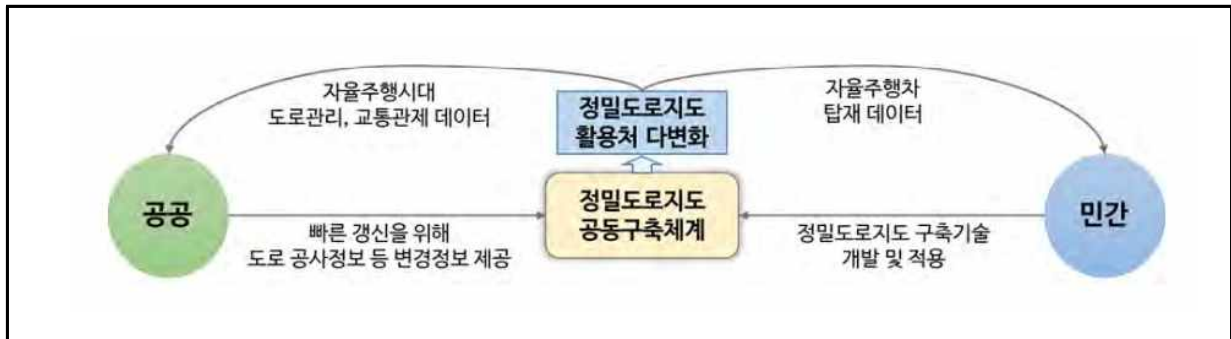 자율주행시대
도로관리, 교통관제 데이터
정밀도로지도
활용처 다변화
자율주행차
탑재 데이터
공공
정밀도로지도
공동구축체계
민간
빠른 갱신을 위해
도로 공사정보 등 변경정보 제공
정밀도로지도 구축기술
개발 및 적용